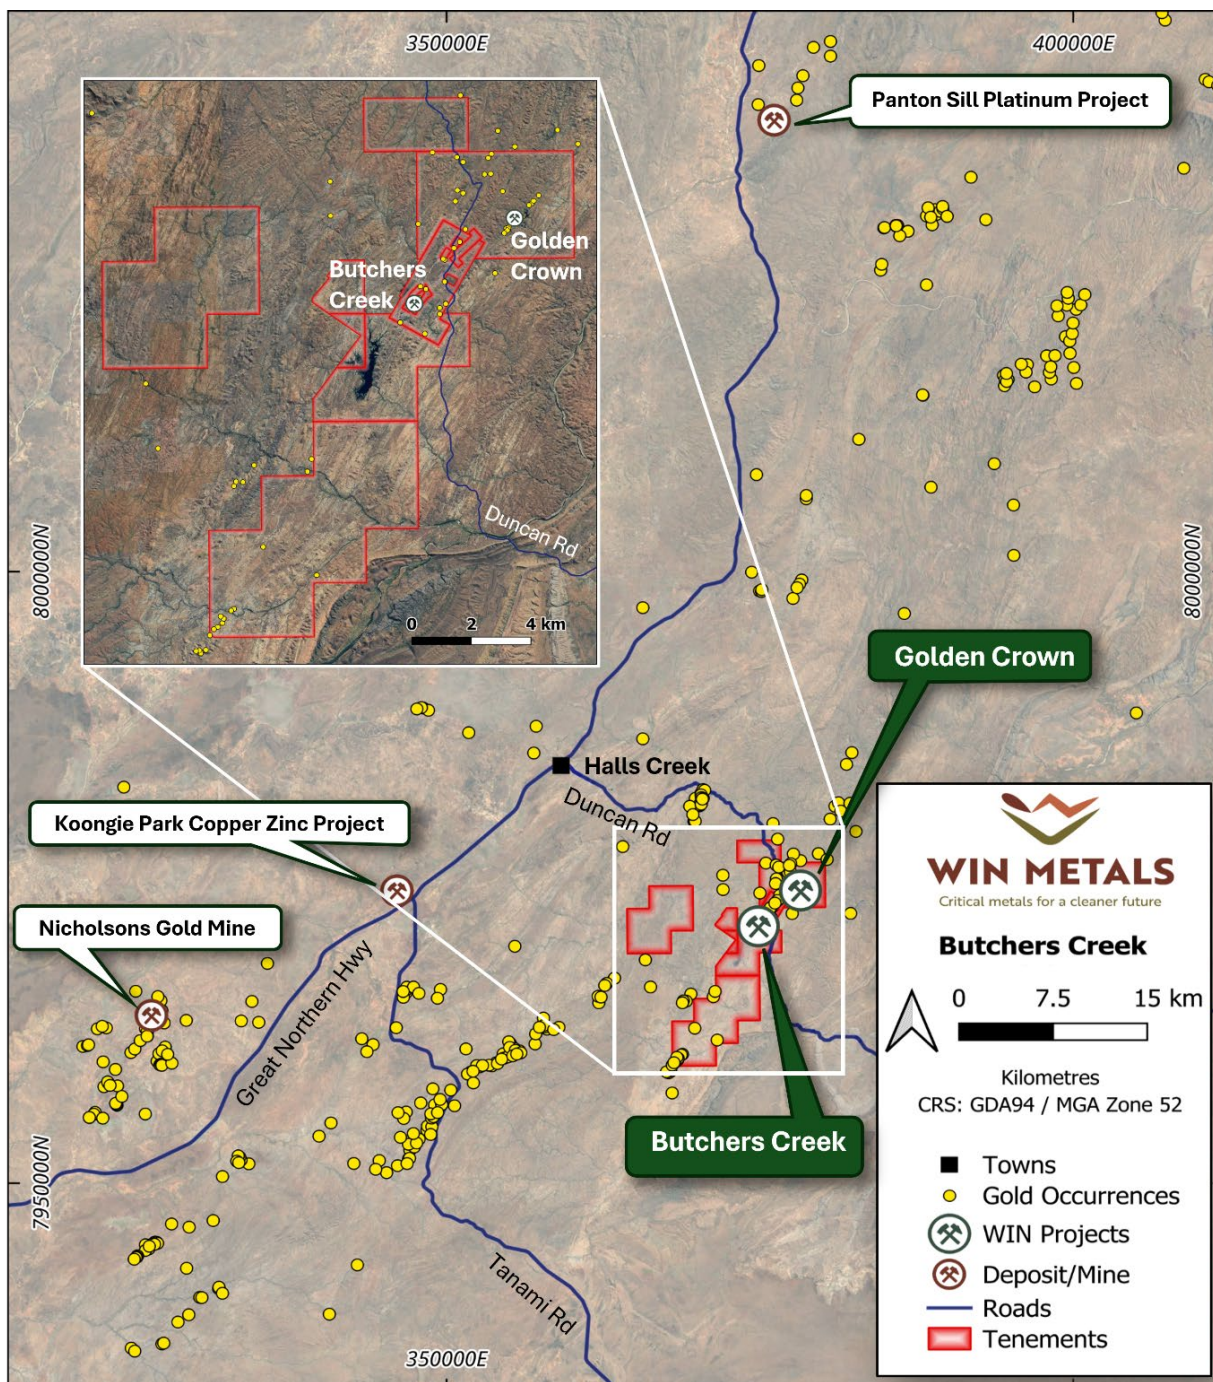 350000E
400000E
Panton Sill Platinum Project
Golden
Crown
Butchers
Creek
Duncan Rd
0 2 4 km
8000000N
8000000N
Golden Crown
Halls Creek
Duncan Rd
Koongie Park Copper Zinc Project
Nicholsons Gold Mine
Great Northern Hwy
Butchers Creek
7950000N
Tanami Rd
350000E
WIN METALS
Critical metals for a cleaner future
Butchers Creek
0 7.5 15 km
Kilometres
CRS: GDA94 / MGA Zone 52
Towns
Gold Occurrences
WIN Projects
Deposit/Mine
Roads
Tenements